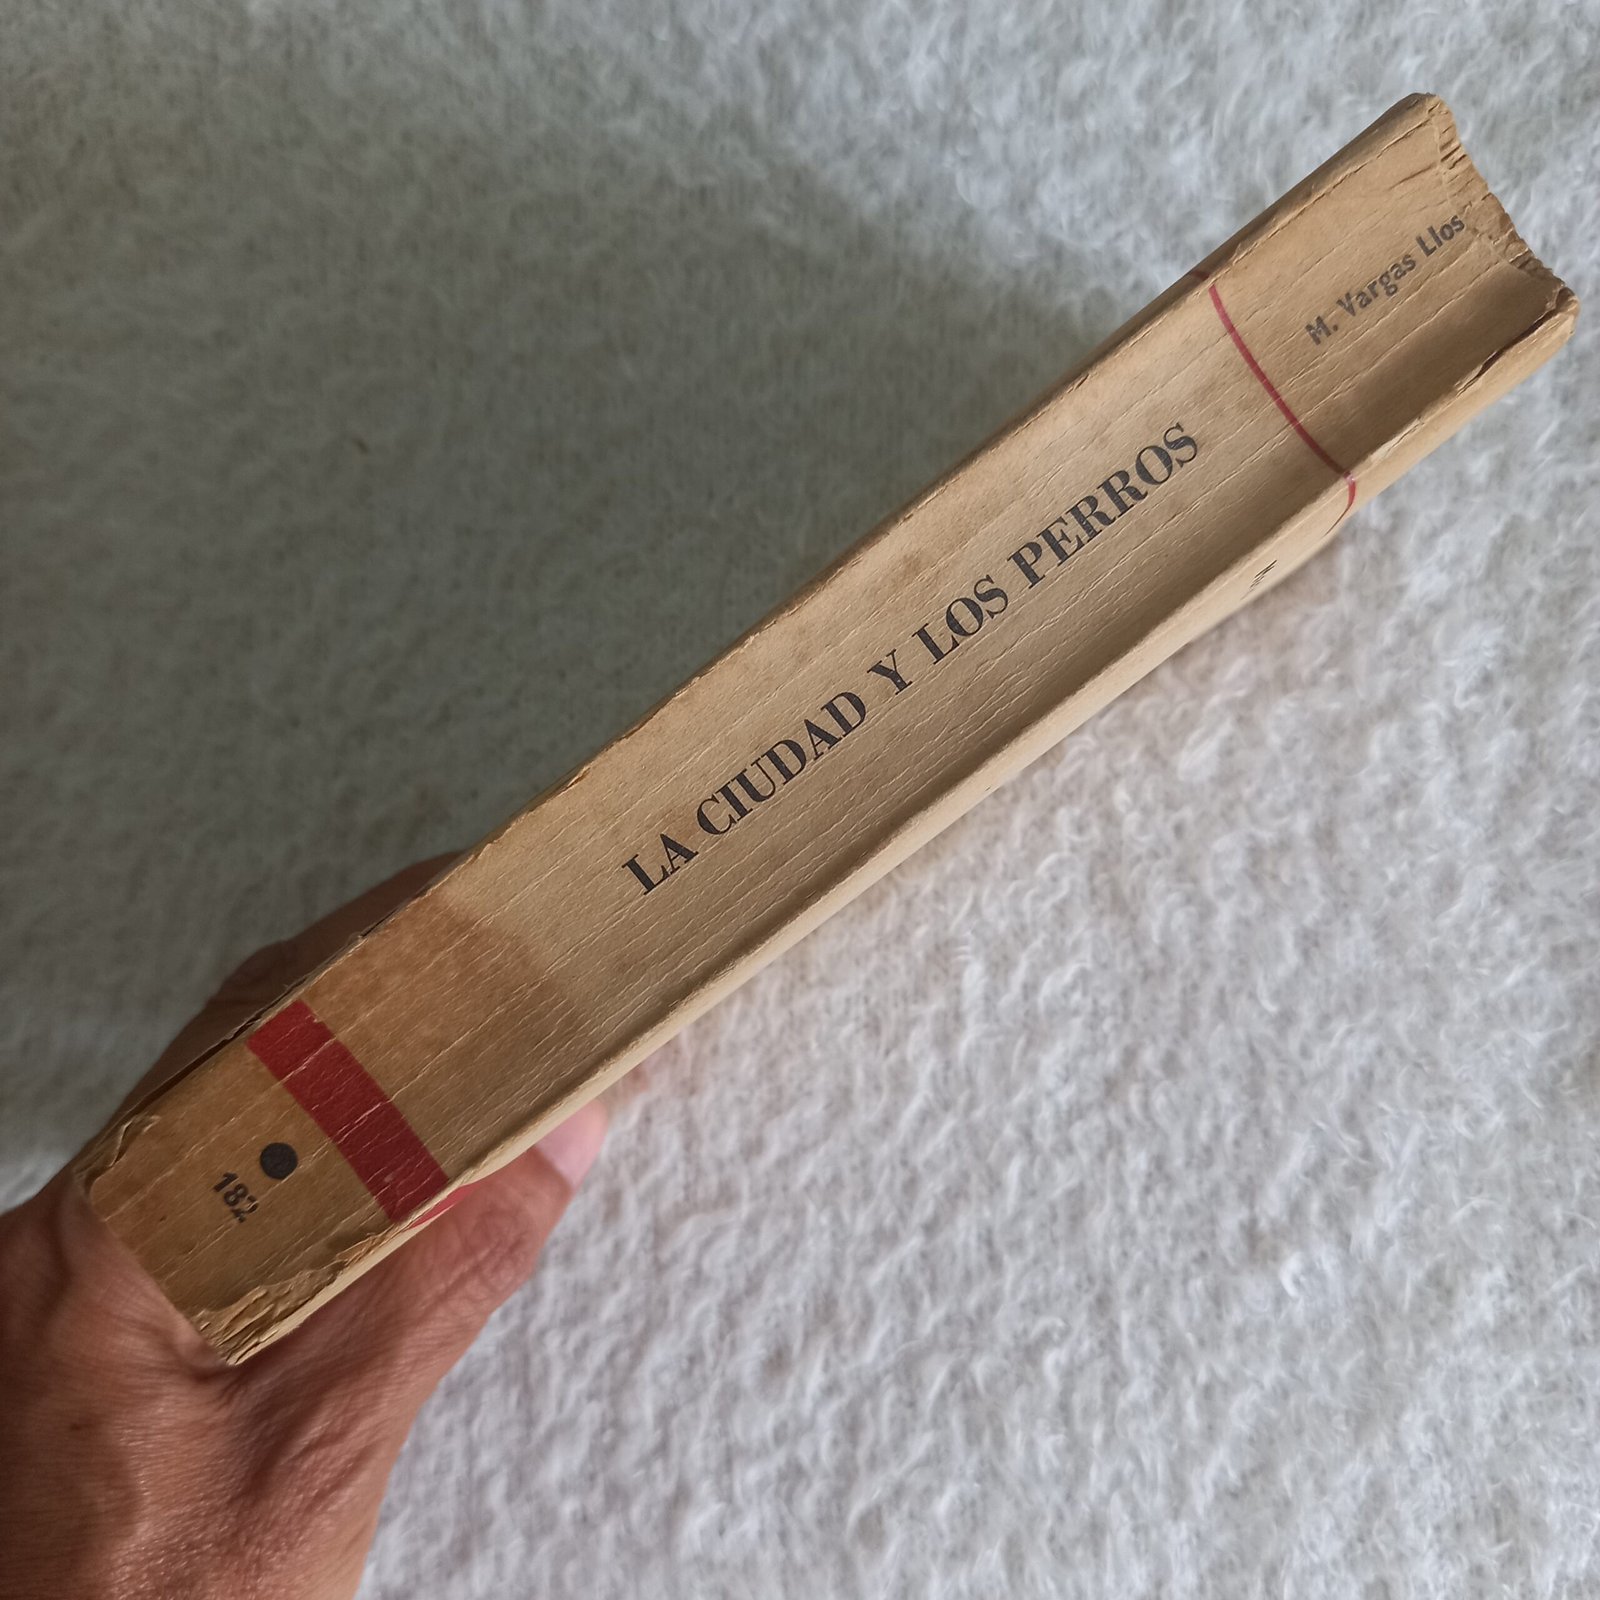 M. Vargas Llos
LA CIUDAD Y LOS PERROS
182